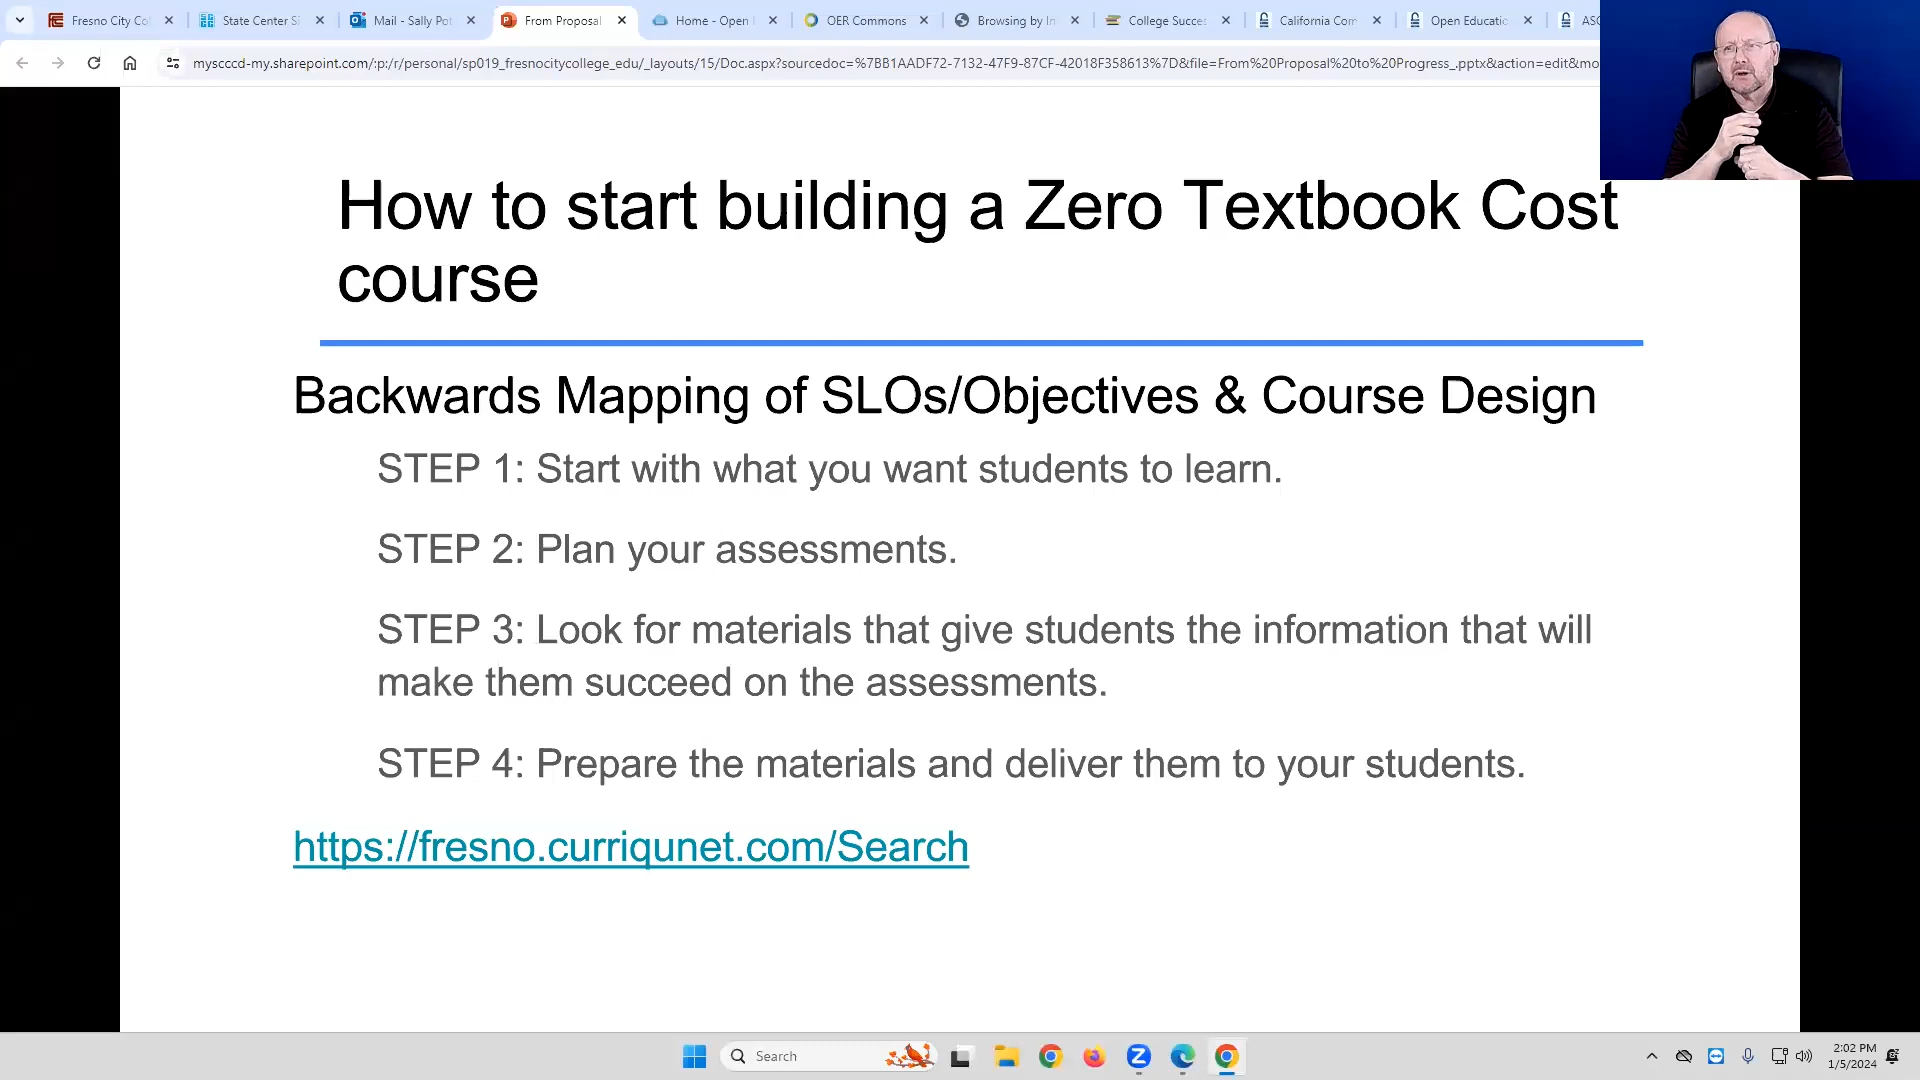 Fresno City Co
State Center S
Mail - Sally Pot
From Proposal
Home - Open
OER Commons
Browsing by In
College Succes
California Com
Open Educatio
ASC
myscccd-my.sharepoint.com/:p:/r/personal/sp019_fresnocitycollege_edu/_layouts/15/Doc.aspx?sourcedoc=%7BB1AADF72-7132-47F9-87CF-42018F358613%7D&file=From%20Proposal%20to%20Progress_.pptx&action=edit&mo
How to start building a Zero Textbook Cost
course
Backwards Mapping of SLOs/Objectives & Course Design
STEP 1: Start with what you want students to learn.
STEP 2: Plan your assessments.
STEP 3: Look for materials that give students the information that will
make them succeed on the assessments.
STEP 4: Prepare the materials and deliver them to your students.
https://fresno.curriqunet.com/Search
Search
2:02 PM
1/5/2024